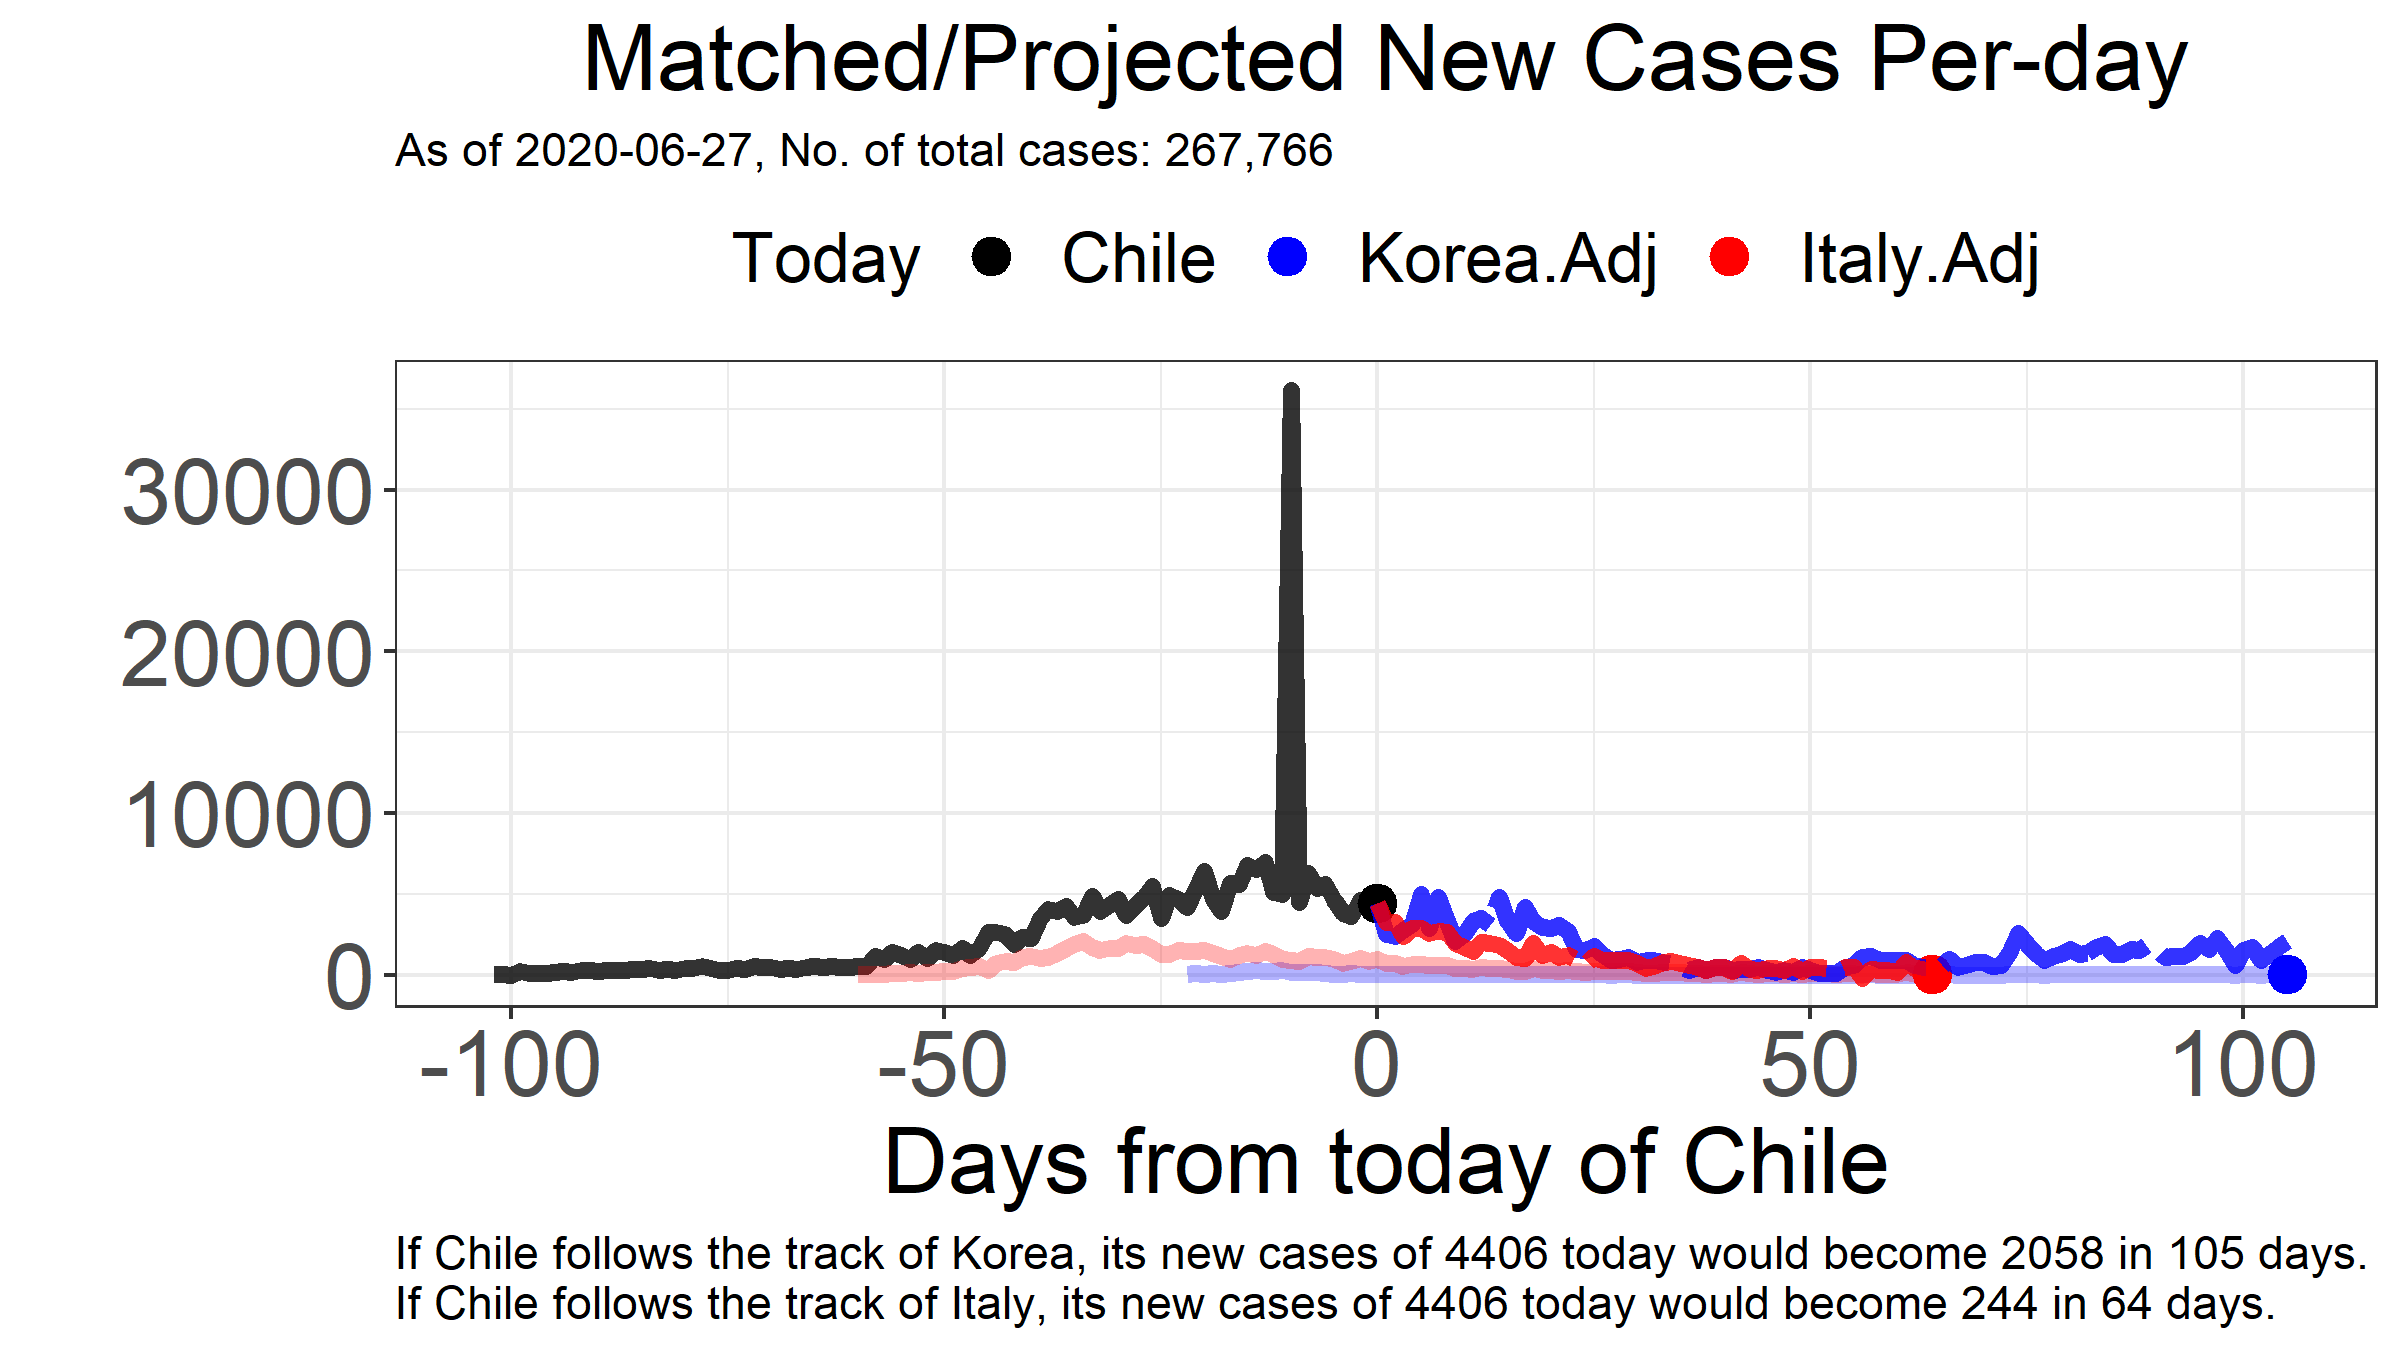 Matched/Projected New Cases Per-day
As of 2020-06-27, No. of total cases: 267,766
Today Chile Korea.Adj Italy.Adj
30000
20000
10000
0
-100 -50 0 50 100
Days from today of Chile
If Chile follows the track of Korea, its new cases of 4406 today would become 2058 in 105 days.
If Chile follows the track of Italy, its new cases of 4406 today would become 244 in 64 days.